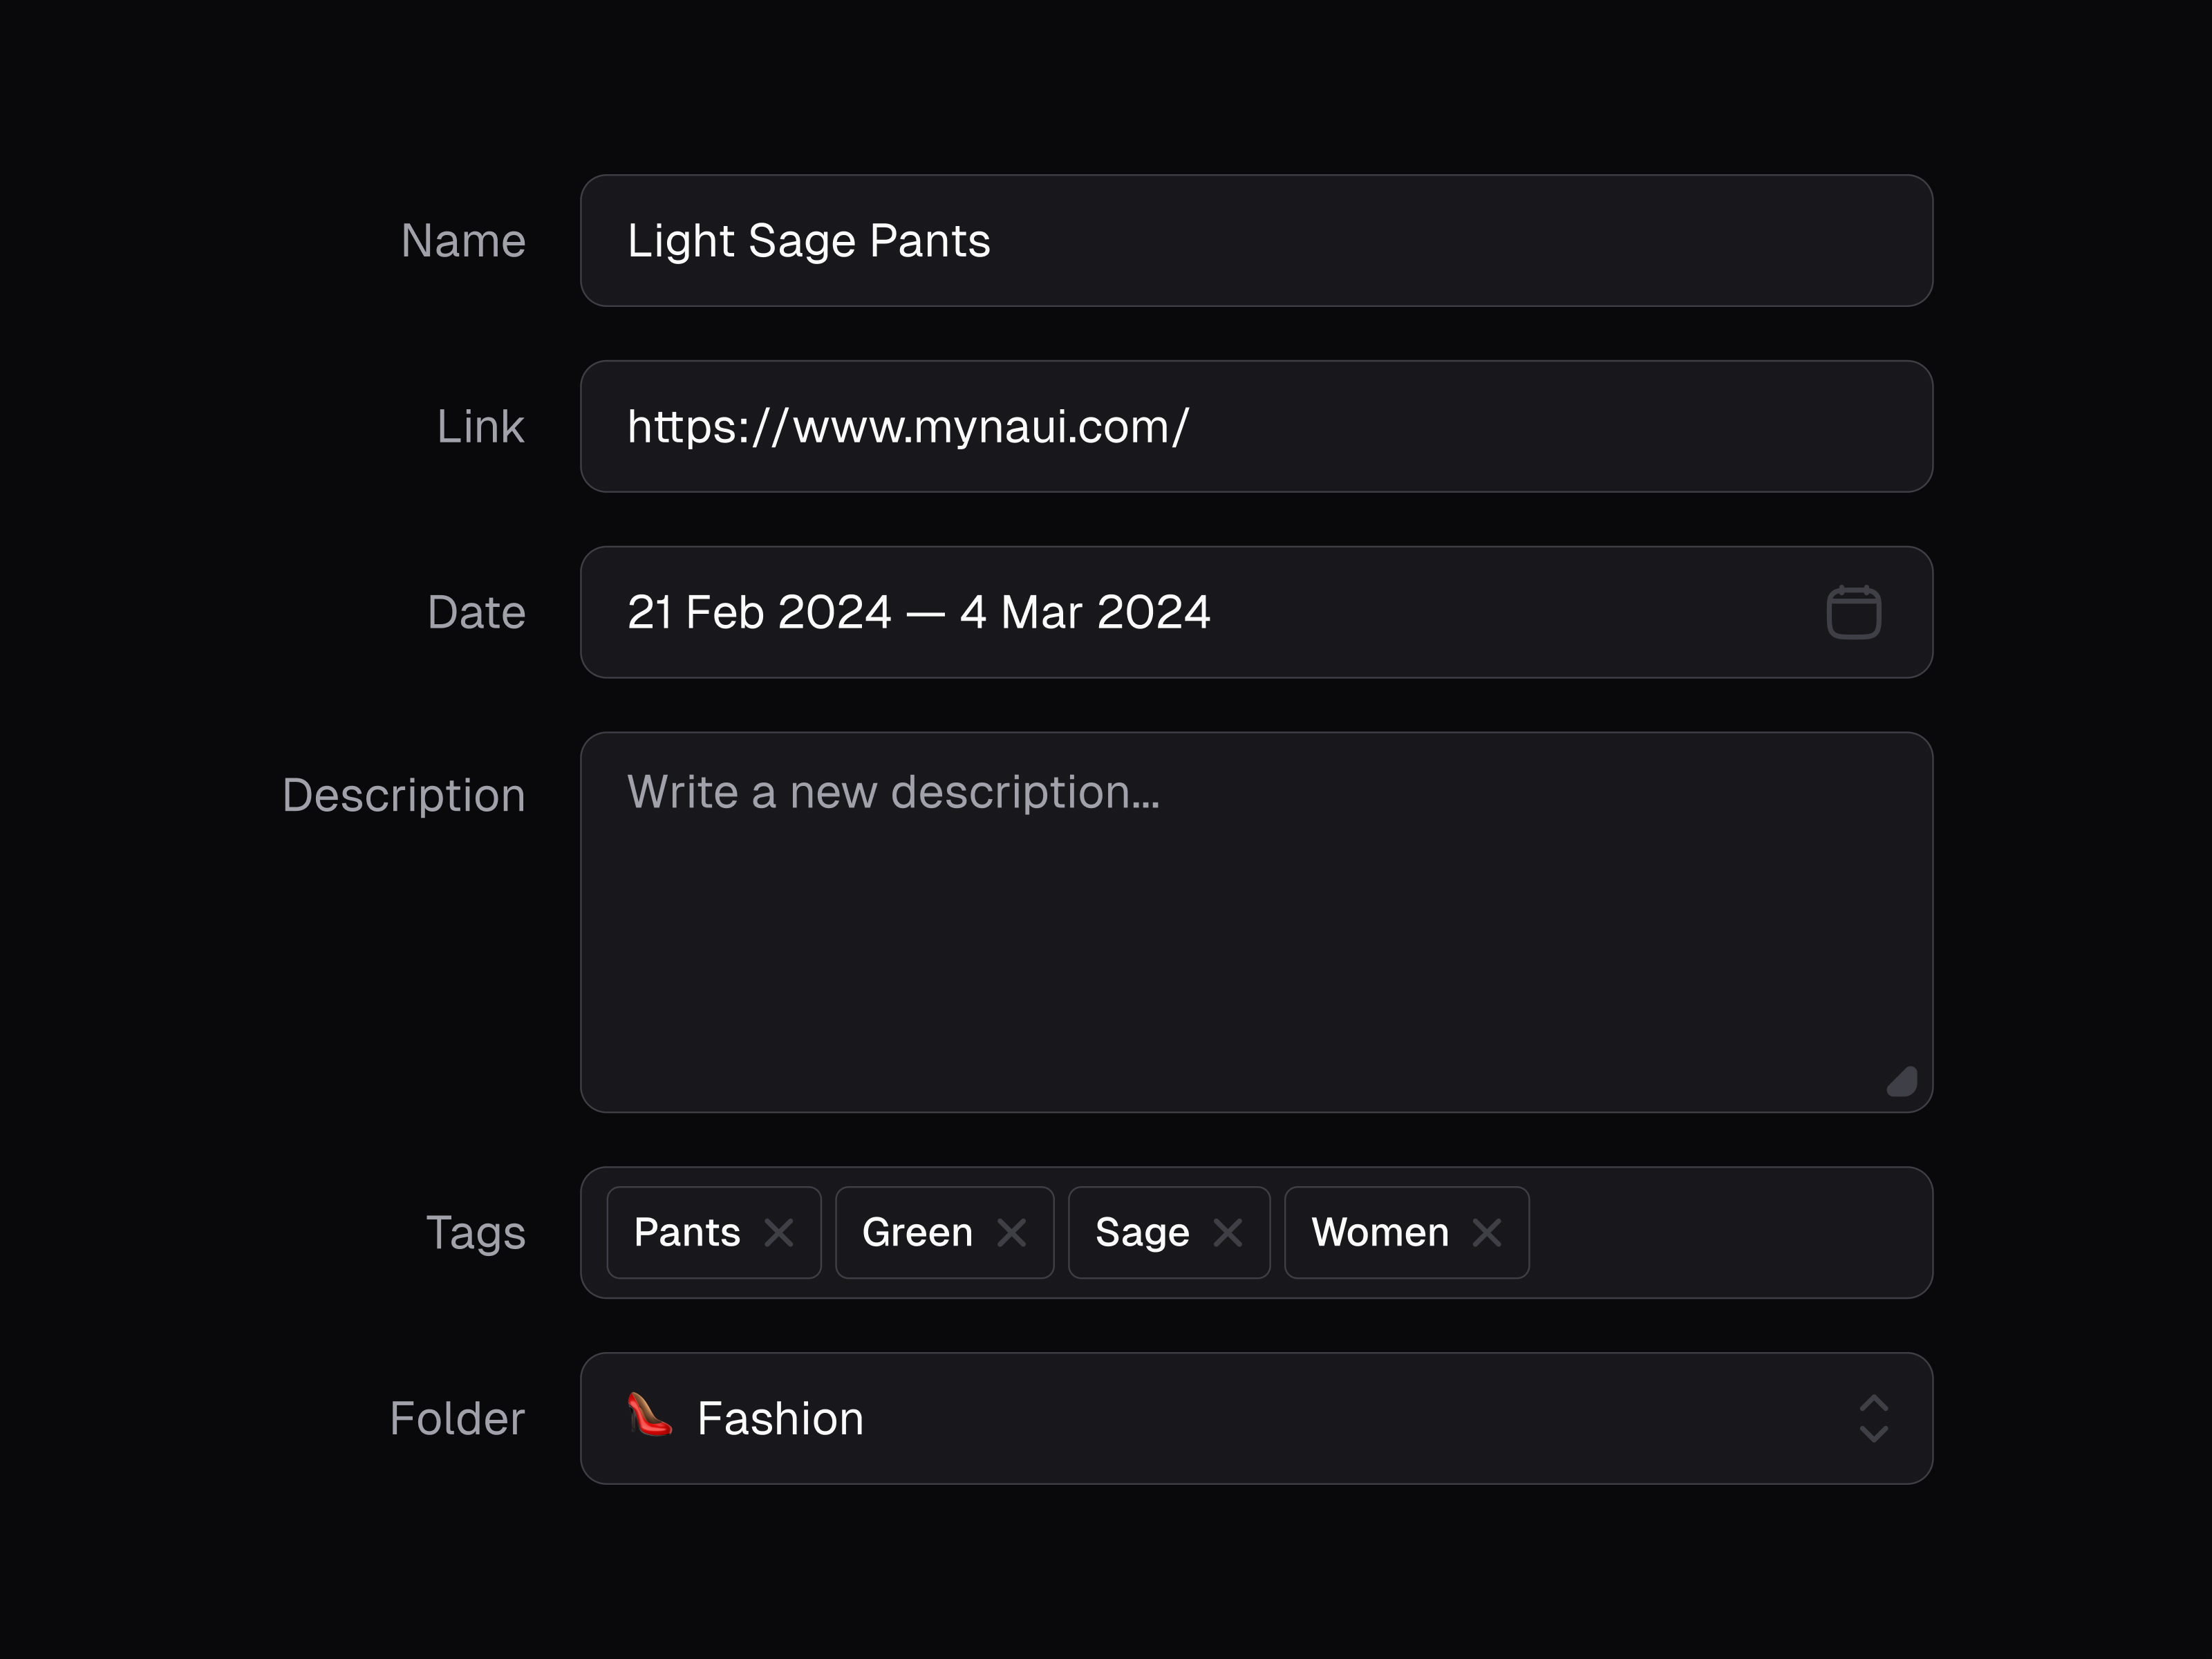 Name
Light Sage Pants
Link
https://www.mynaui.com/
Date
21 Feb 2024 — 4 Mar 2024
Description
Write a new description...
Tags
Pants Green Sage Women
Folder
Fashion